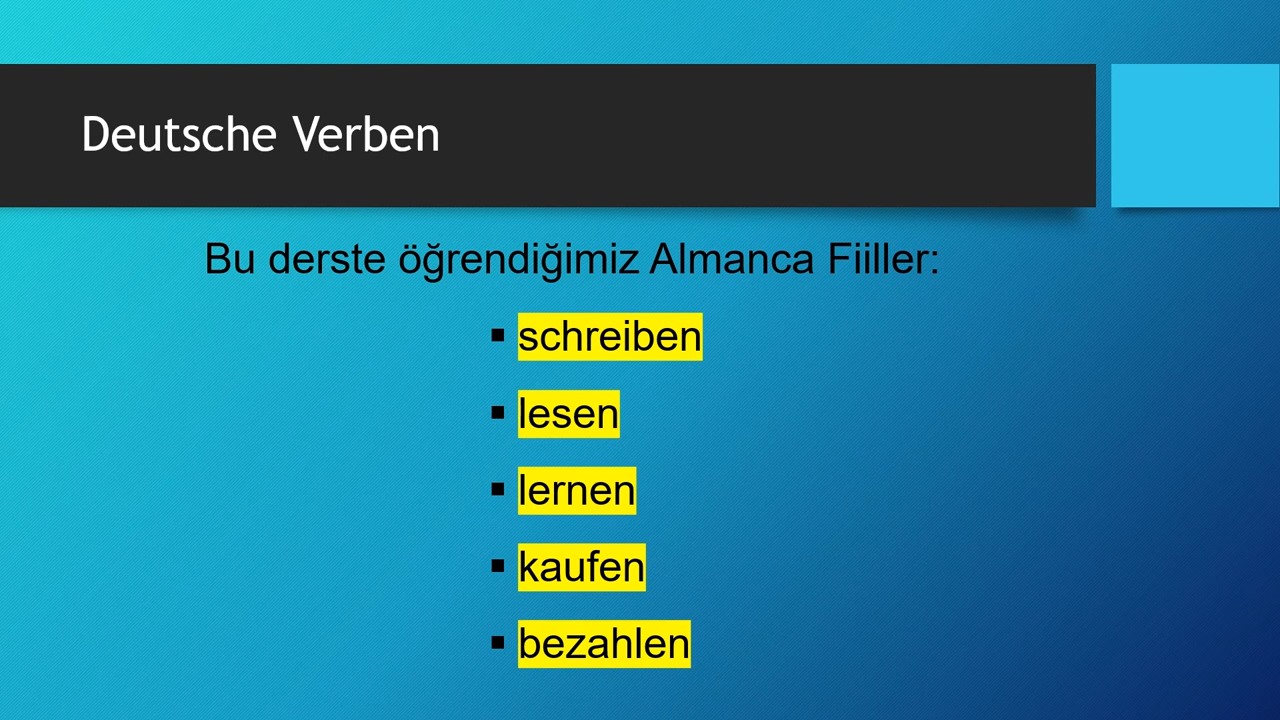 Deutsche Verben
Bu derste öğrendiğimiz Almanca Fiiller:
▪ schreiben
▪ lesen
▪ lernen
▪ kaufen
▪ bezahlen